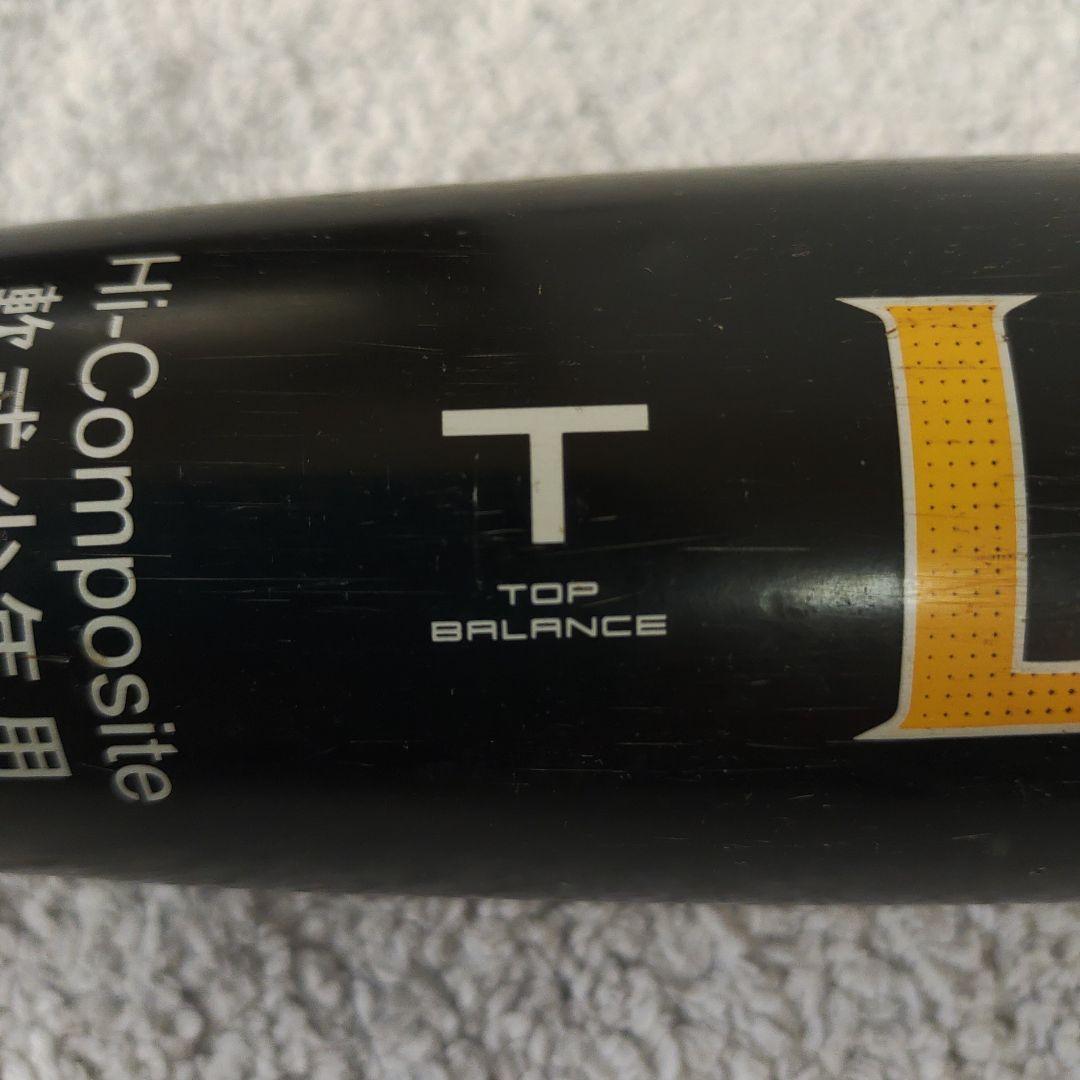 Hi-Composite
軟式少年用
T
TOP
BALANCE
L